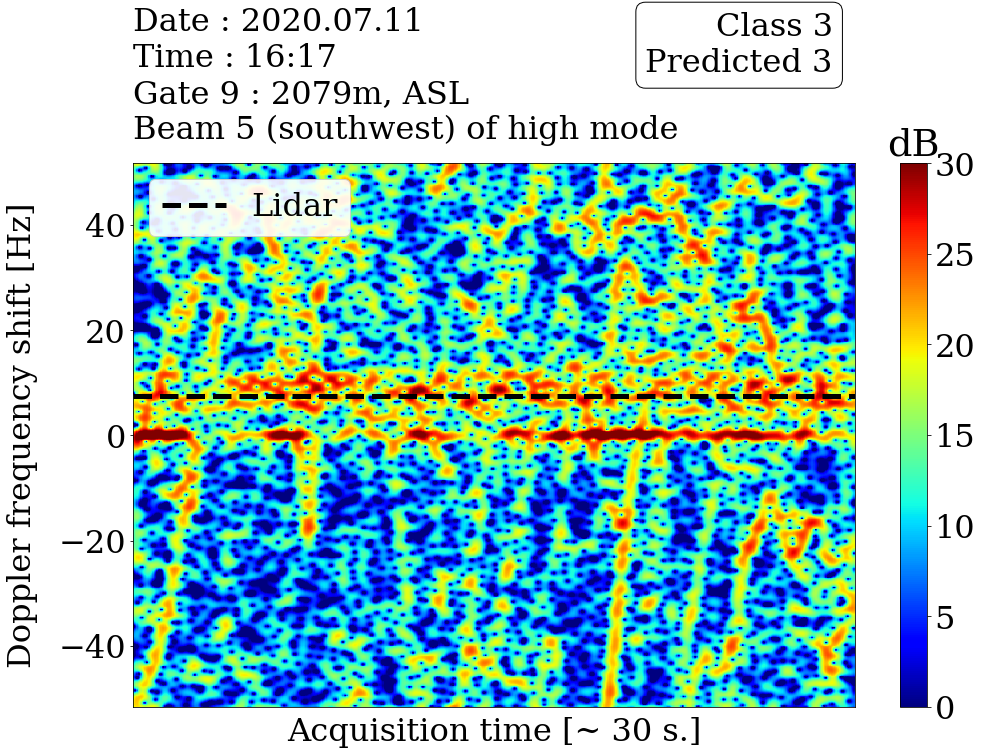 Date : 2020.07.11
Time : 16:17
Gate 9 : 2079m, ASL
Beam 5 (southwest) of high mode
Class 3
Predicted 3
dB
30
25
20
15
10
5
0
Lidar
Doppler frequency shift [Hz]
40
20
0
−20
−40
Acquisition time [~ 30 s.]